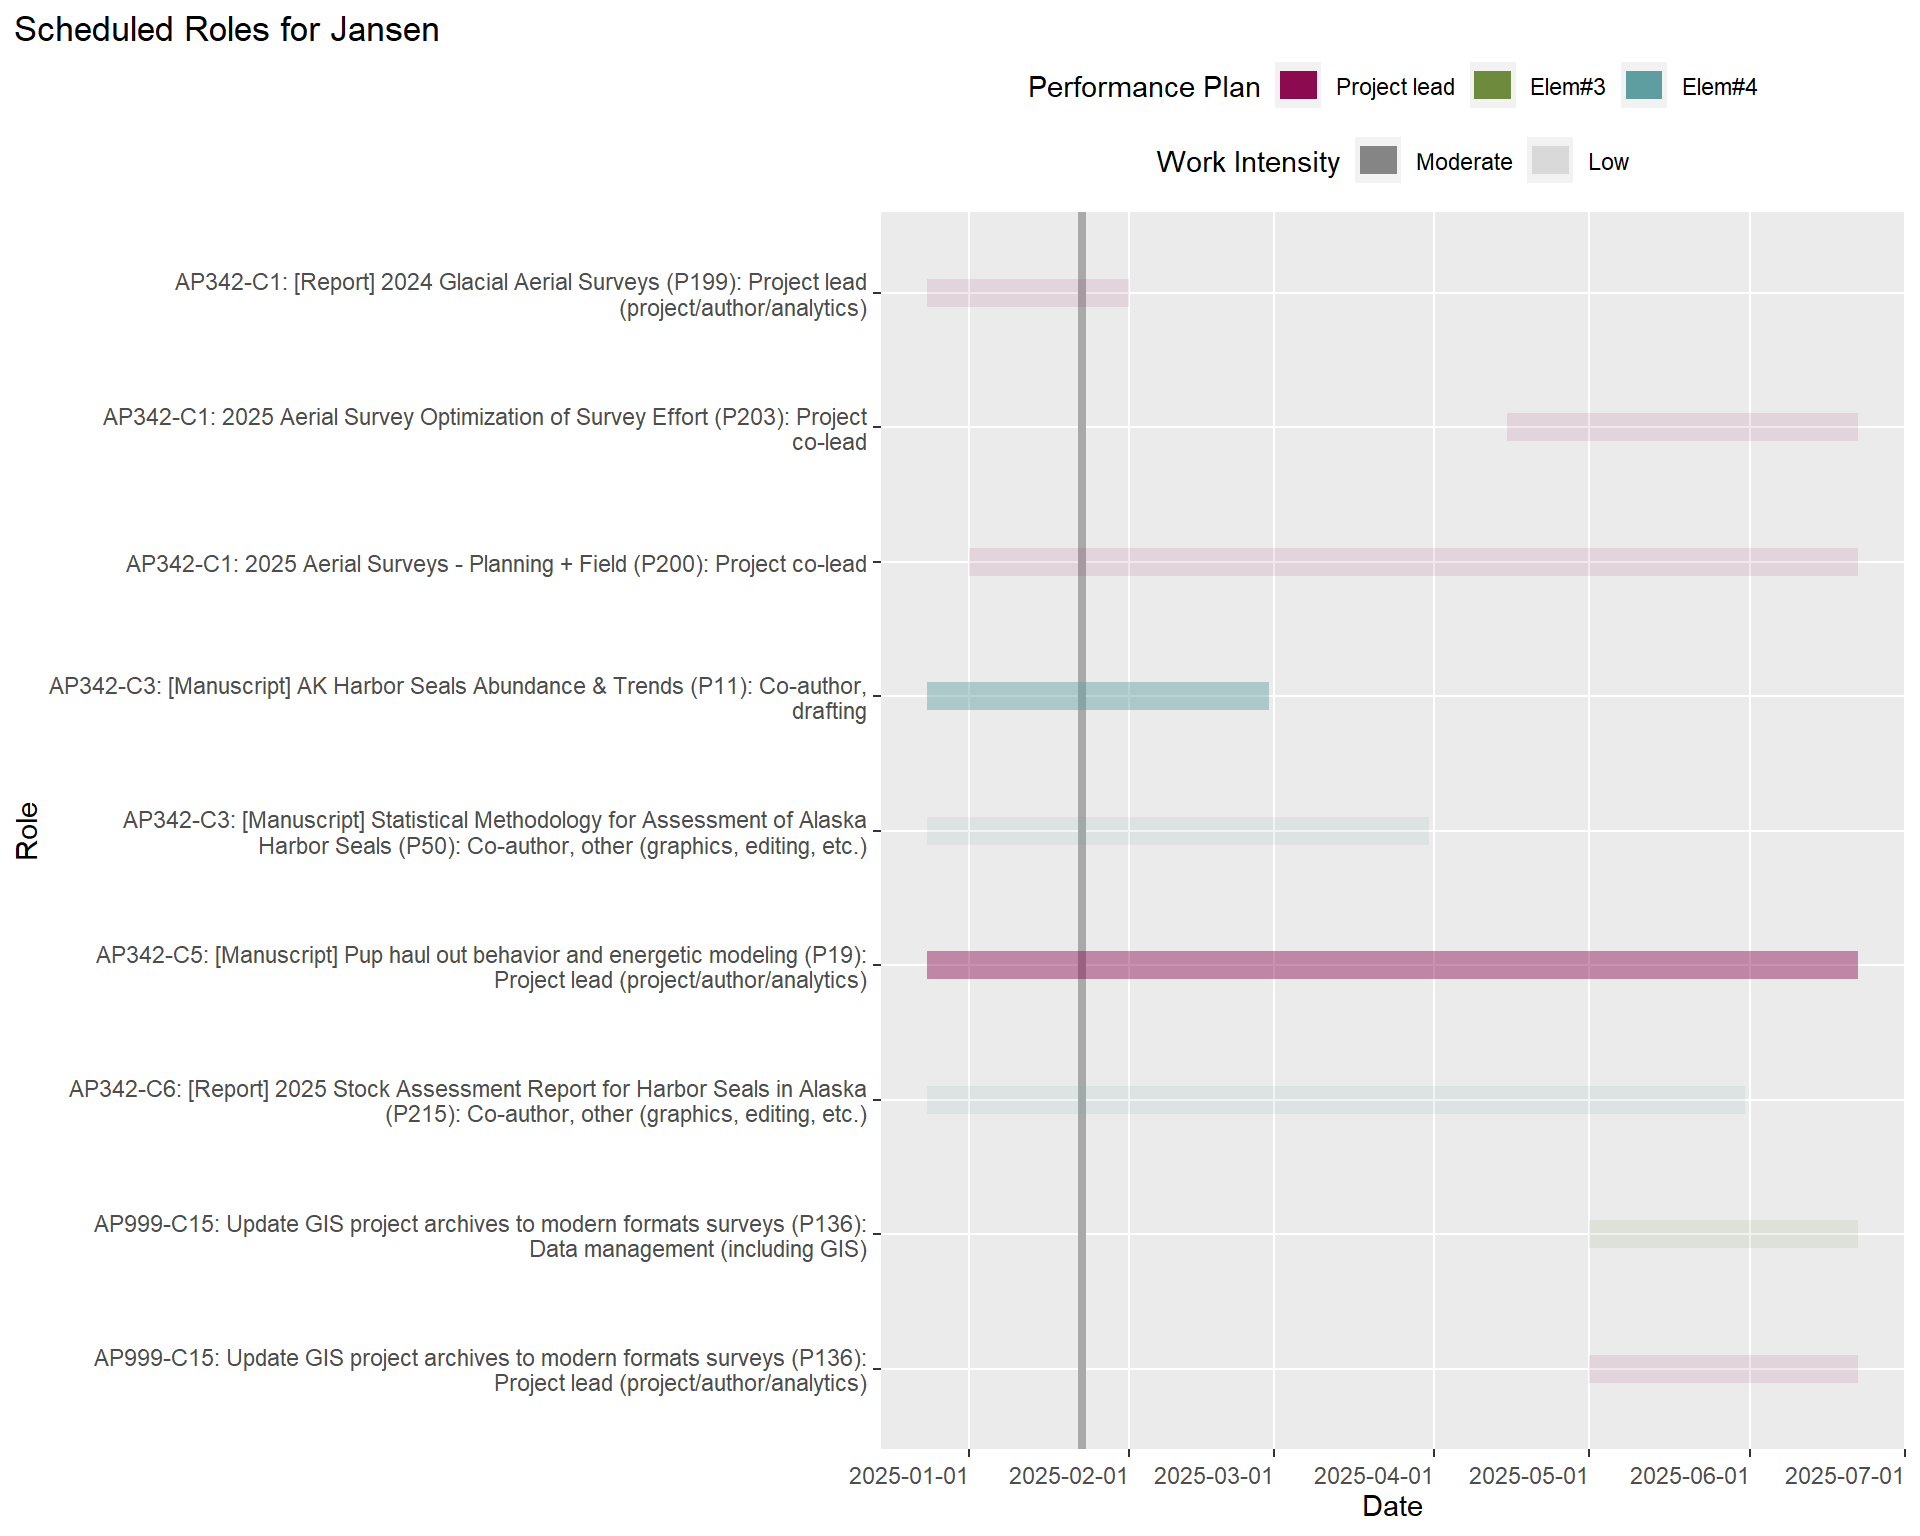 Scheduled Roles for Jansen
Performance Plan Project lead Elem#3 Elem#4
Work Intensity Moderate Low
AP342-C1: [Report] 2024 Glacial Aerial Surveys (P199): Project lead
(project/author/analytics)
AP342-C1: 2025 Aerial Survey Optimization of Survey Effort (P203): Project
co-lead
AP342-C1: 2025 Aerial Surveys - Planning + Field (P200): Project co-lead
AP342-C3: [Manuscript] AK Harbor Seals Abundance & Trends (P11): Co-author,
drafting
AP342-C3: [Manuscript] Statistical Methodology for Assessment of Alaska
Harbor Seals (P50): Co-author, other (graphics, editing, etc.)
AP342-C5: [Manuscript] Pup haul out behavior and energetic modeling (P19):
Project lead (project/author/analytics)
AP342-C6: [Report] 2025 Stock Assessment Report for Harbor Seals in Alaska
(P215): Co-author, other (graphics, editing, etc.)
AP999-C15: Update GIS project archives to modern formats surveys (P136):
Data management (including GIS)
AP999-C15: Update GIS project archives to modern formats surveys (P136):
Project lead (project/author/analytics)
Role
2025-01-01 2025-02-01 2025-03-01 2025-04-01 2025-05-01 2025-06-01 2025-07-01
Date